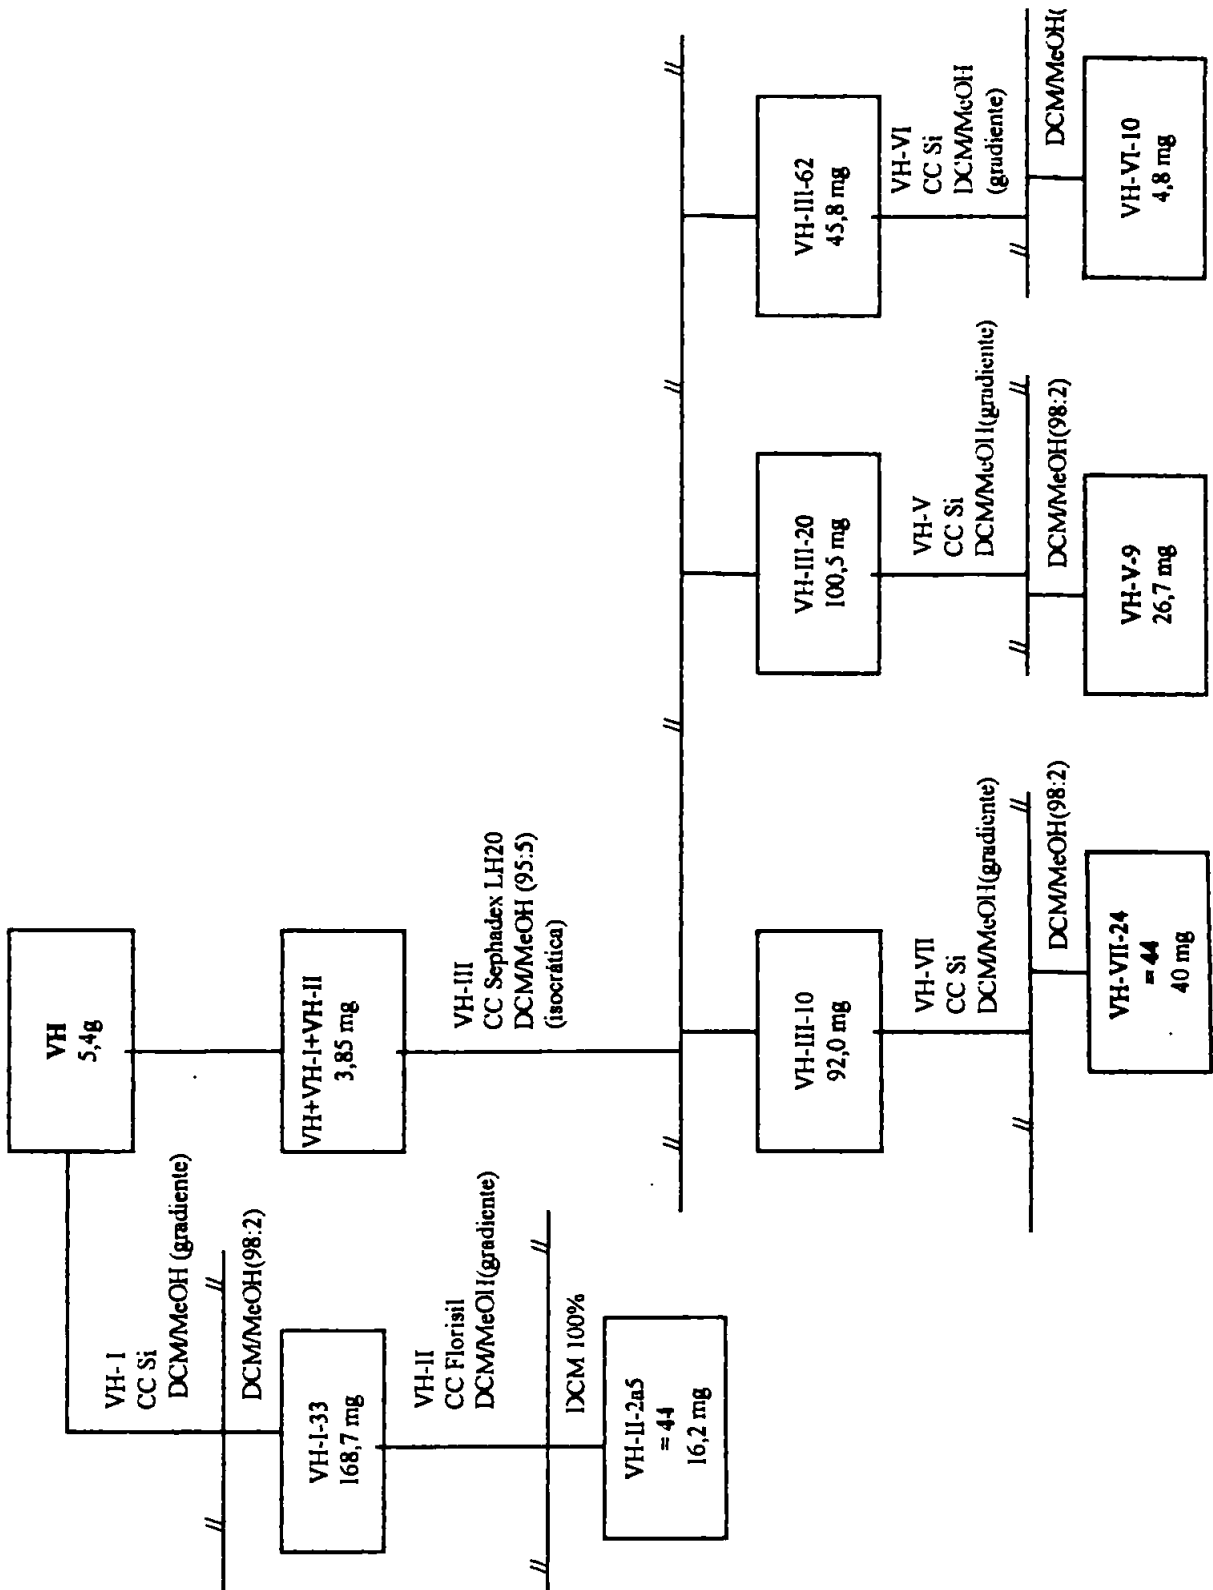 VH
5,4g
VH- I
CC Si
DCM/MeOH (gradiente)
DCM/MeOH(98:2)
VH-I-33
168,7 mg
VH-II
CC Florisil
DCM/MeOH(gradiente)
DCM 100%
VH-II-2a5
= 44
16,2 mg
VH+VH-I+VH-II
3,85 mg
VH-III
CC Sephadex LH20
DCM/MeOH (95:5)
(isocrática)
VH-III-10
92,0 mg
VH-VII
CC Si
DCM/MeOH(gradiente)
DCM/MeOH(98:2)
VH-VII-24
= 44
40 mg
VH-III-20
100,5 mg
VH-V
CC Si
DCM/MeOH(gradiente)
DCM/MeOH(98:2)
VH-V-9
26,7 mg
VH-III-62
45,8 mg
VH-VI
CC Si
DCM/MeOH
(gradiente)
DCM/MeOH(
VH-VI-10
4,8 mg